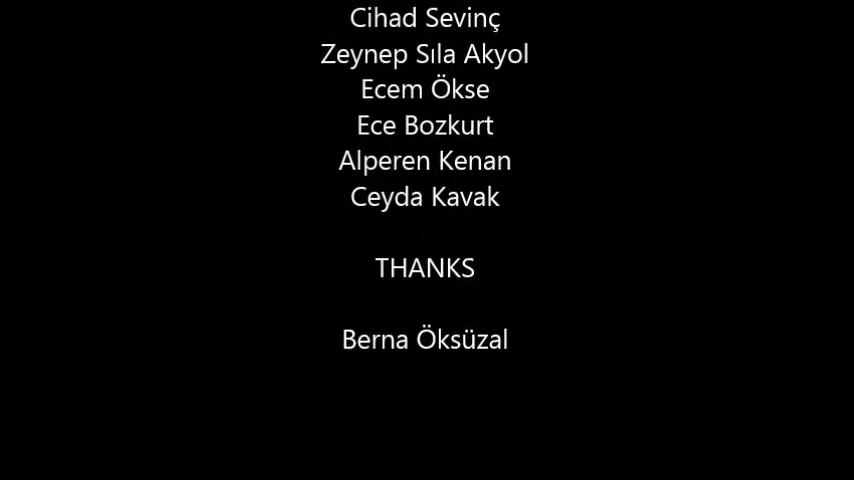 Cihad Sevinç
Zeynep Sıla Akyol
Ecem Ökse
Ece Bozkurt
Alperen Kenan
Ceyda Kavak
THANKS
Berna Öksüzal